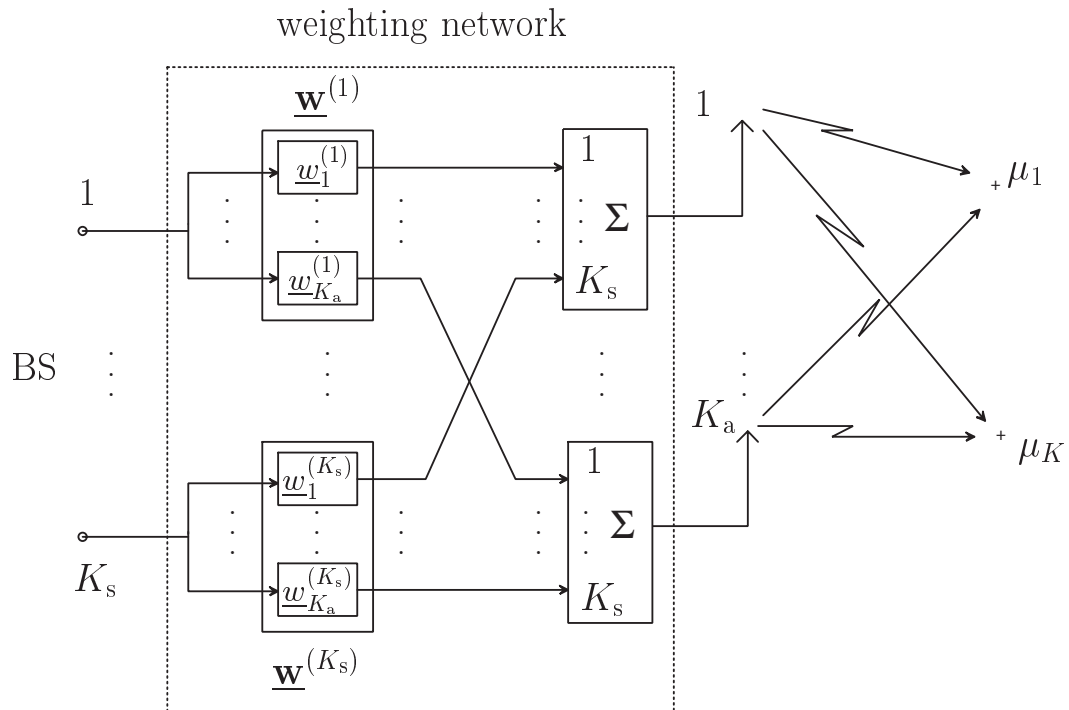 weighting network
w^(1)
1
w_1^(1)
1
1
μ_1
Σ
w_{K_a}^(1)
K_s
BS
K_a
μ_K
w_1^(K_s)
1
Σ
w_{K_a}^(K_s)
K_s
K_s
w^(K_s)